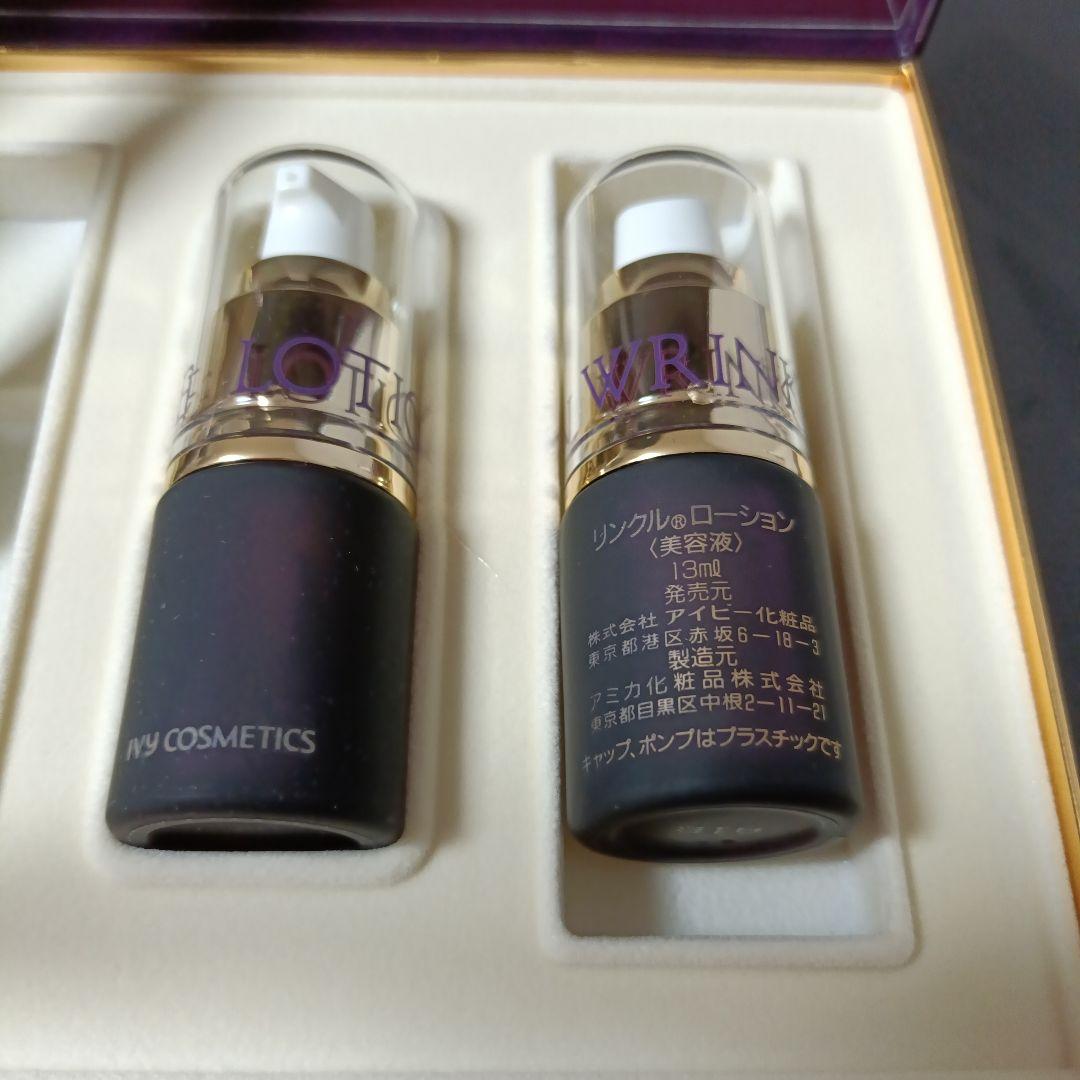 LOTIO
IVY COSMETICS
WRIN
リンクル®ローション
〈美容液〉
13mℓ
発売元
株式会社 アイビー化粧品
東京都港区赤坂6-18-3
製造元
アミカ化粧品株式会社
東京都目黒区中根2-11-21
キャップ、ポンプはプラスチックです